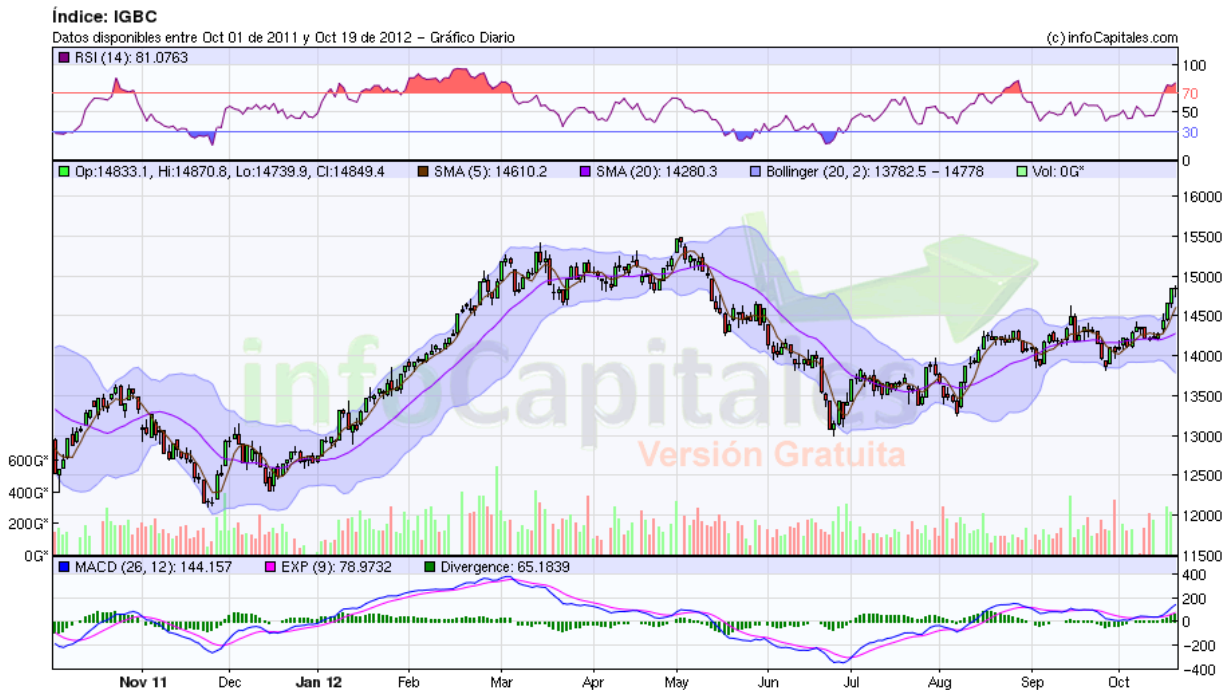 Índice: IGBC
Datos disponibles entre Oct 01 de 2011 y Oct 19 de 2012 – Gráfico Diario (c) infoCapitales.com
RSI (14): 81.0763
100
70
50
30
0
Op:14833.1, Hi:14870.8, Lo:14739.9, Cl:14849.4 SMA (5): 14610.2 SMA (20): 14280.3 Bollinger (20, 2): 13782.5 – 14778 Vol: 0G*
16000
15500
15000
14500
14000
13500
13000
12500
12000
11500
infoCapitales
Versión Gratuita
600G*
400G*
200G*
0G*
MACD (26, 12): 144.157 EXP (9): 78.9732 Divergence: 65.1839
400
200
0
−200
−400
Nov 11 Dec Jan 12 Feb Mar Apr May Jun Jul Aug Sep Oct